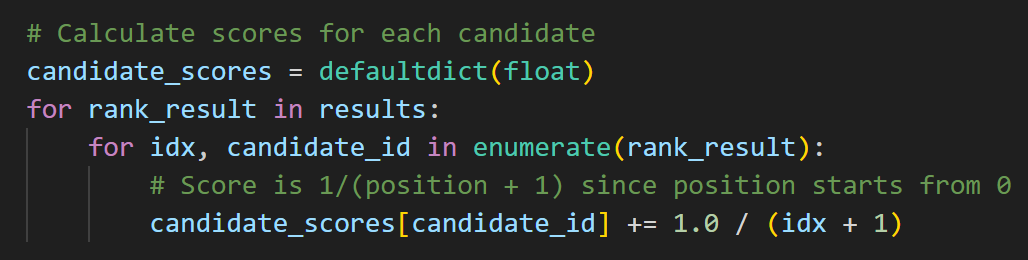 # Calculate scores for each candidate
candidate_scores = defaultdict(float)
for rank_result in results:
    for idx, candidate_id in enumerate(rank_result):
        # Score is 1/(position + 1) since position starts from 0
        candidate_scores[candidate_id] += 1.0 / (idx + 1)